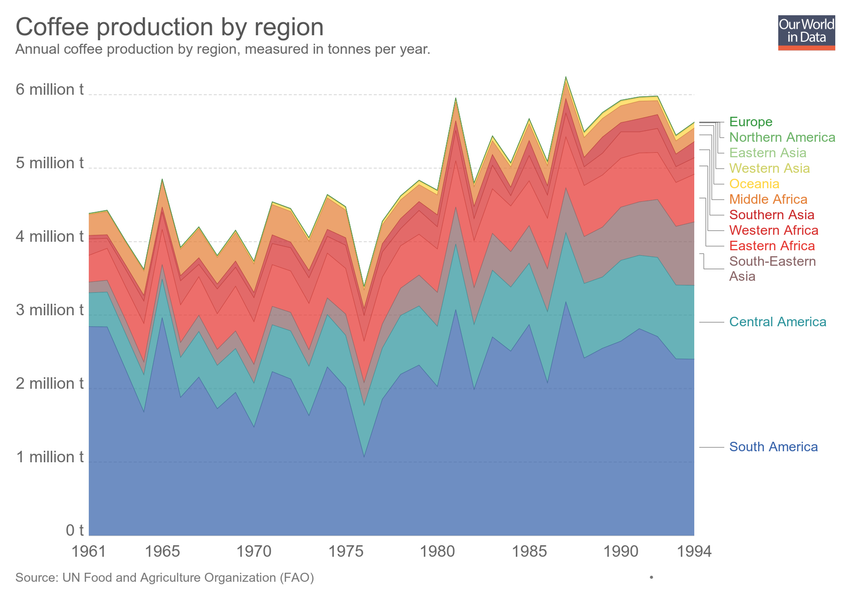 Coffee production by region
Annual coffee production by region, measured in tonnes per year.
Our World
in Data
6 million t
5 million t
4 million t
3 million t
2 million t
1 million t
0 t
1961
1965
1970
1975
1980
1985
1990
1994
Europe
Northern America
Eastern Asia
Western Asia
Oceania
Middle Africa
Southern Asia
Western Africa
Eastern Africa
South-Eastern
Asia
Central America
South America
Source: UN Food and Agriculture Organization (FAO)
•